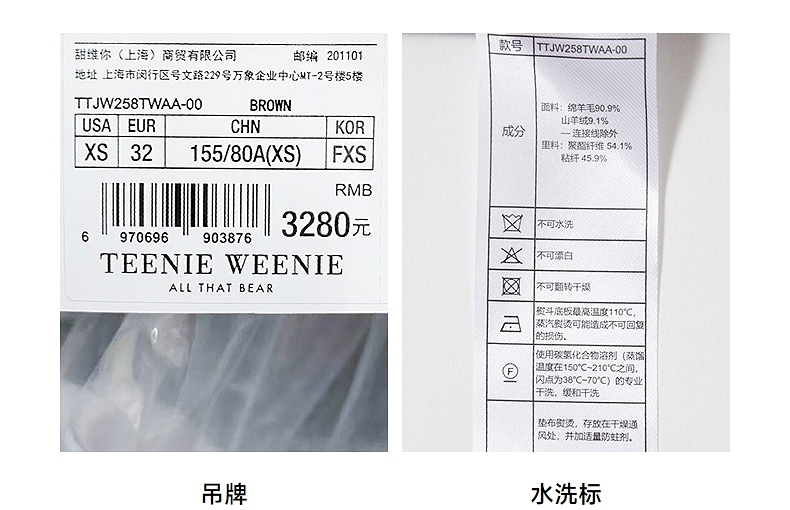 甜维你（上海）商贸有限公司 邮编 201101
地址 上海市闵行区号文路229号万象企业中心MT-2号楼5楼
TTJW258TWAA-00 BROWN
USA EUR CHN KOR
XS 32 155/80A(XS) FXS
RMB
3280元
6 970696 903876
TEENIE WEENIE
ALL THAT BEAR
吊牌
款号 TTJW258TWAA-00
成分
面料：绵羊毛90.9%
山羊绒9.1%
— 连接线除外
里料：聚酯纤维 54.1%
粘纤 45.9%
不可水洗
不可漂白
不可翻转干燥
熨斗底板最高温度110℃，
蒸汽熨烫可能造成不可回复
的损伤。
F
使用碳氢化合物溶剂（蒸馏
温度在150℃~210℃之间，
闪点为38℃~70℃）的专业
干洗，缓和干洗
垫布熨烫，存放在干燥通
风处，并加适量防蛀剂。
水洗标